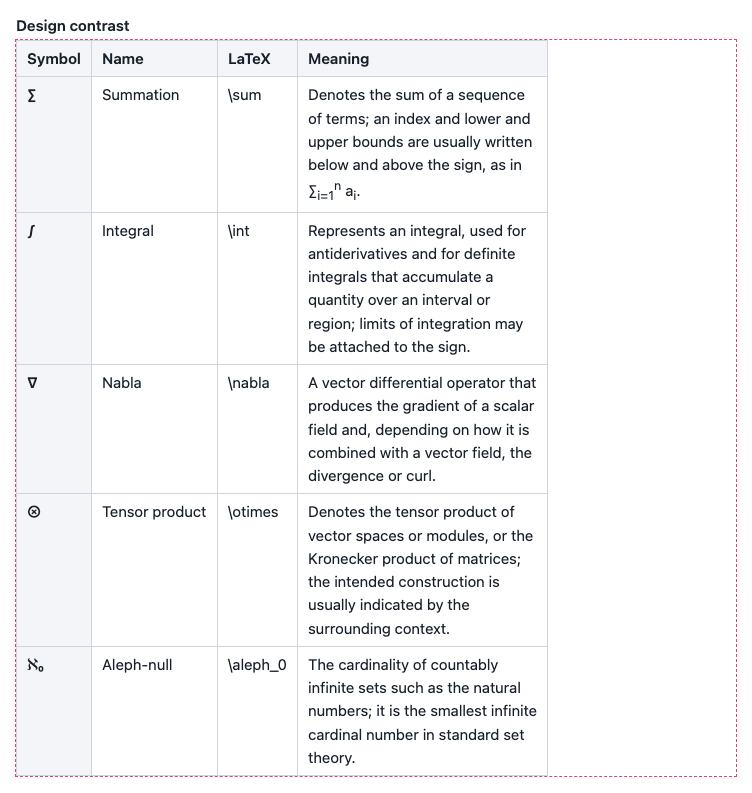 Design contrast
Symbol Name LaTeX Meaning
∑ Summation \sum Denotes the sum of a sequence
of terms; an index and lower and
upper bounds are usually written
below and above the sign, as in
∑i=1n ai.
∫ Integral \int Represents an integral, used for
antiderivatives and for definite
integrals that accumulate a
quantity over an interval or
region; limits of integration may
be attached to the sign.
∇ Nabla \nabla A vector differential operator that
produces the gradient of a scalar
field and, depending on how it is
combined with a vector field, the
divergence or curl.
⊗ Tensor product \otimes Denotes the tensor product of
vector spaces or modules, or the
Kronecker product of matrices;
the intended construction is
usually indicated by the
surrounding context.
ℵ₀ Aleph-null \aleph_0 The cardinality of countably
infinite sets such as the natural
numbers; it is the smallest infinite
cardinal number in standard set
theory.